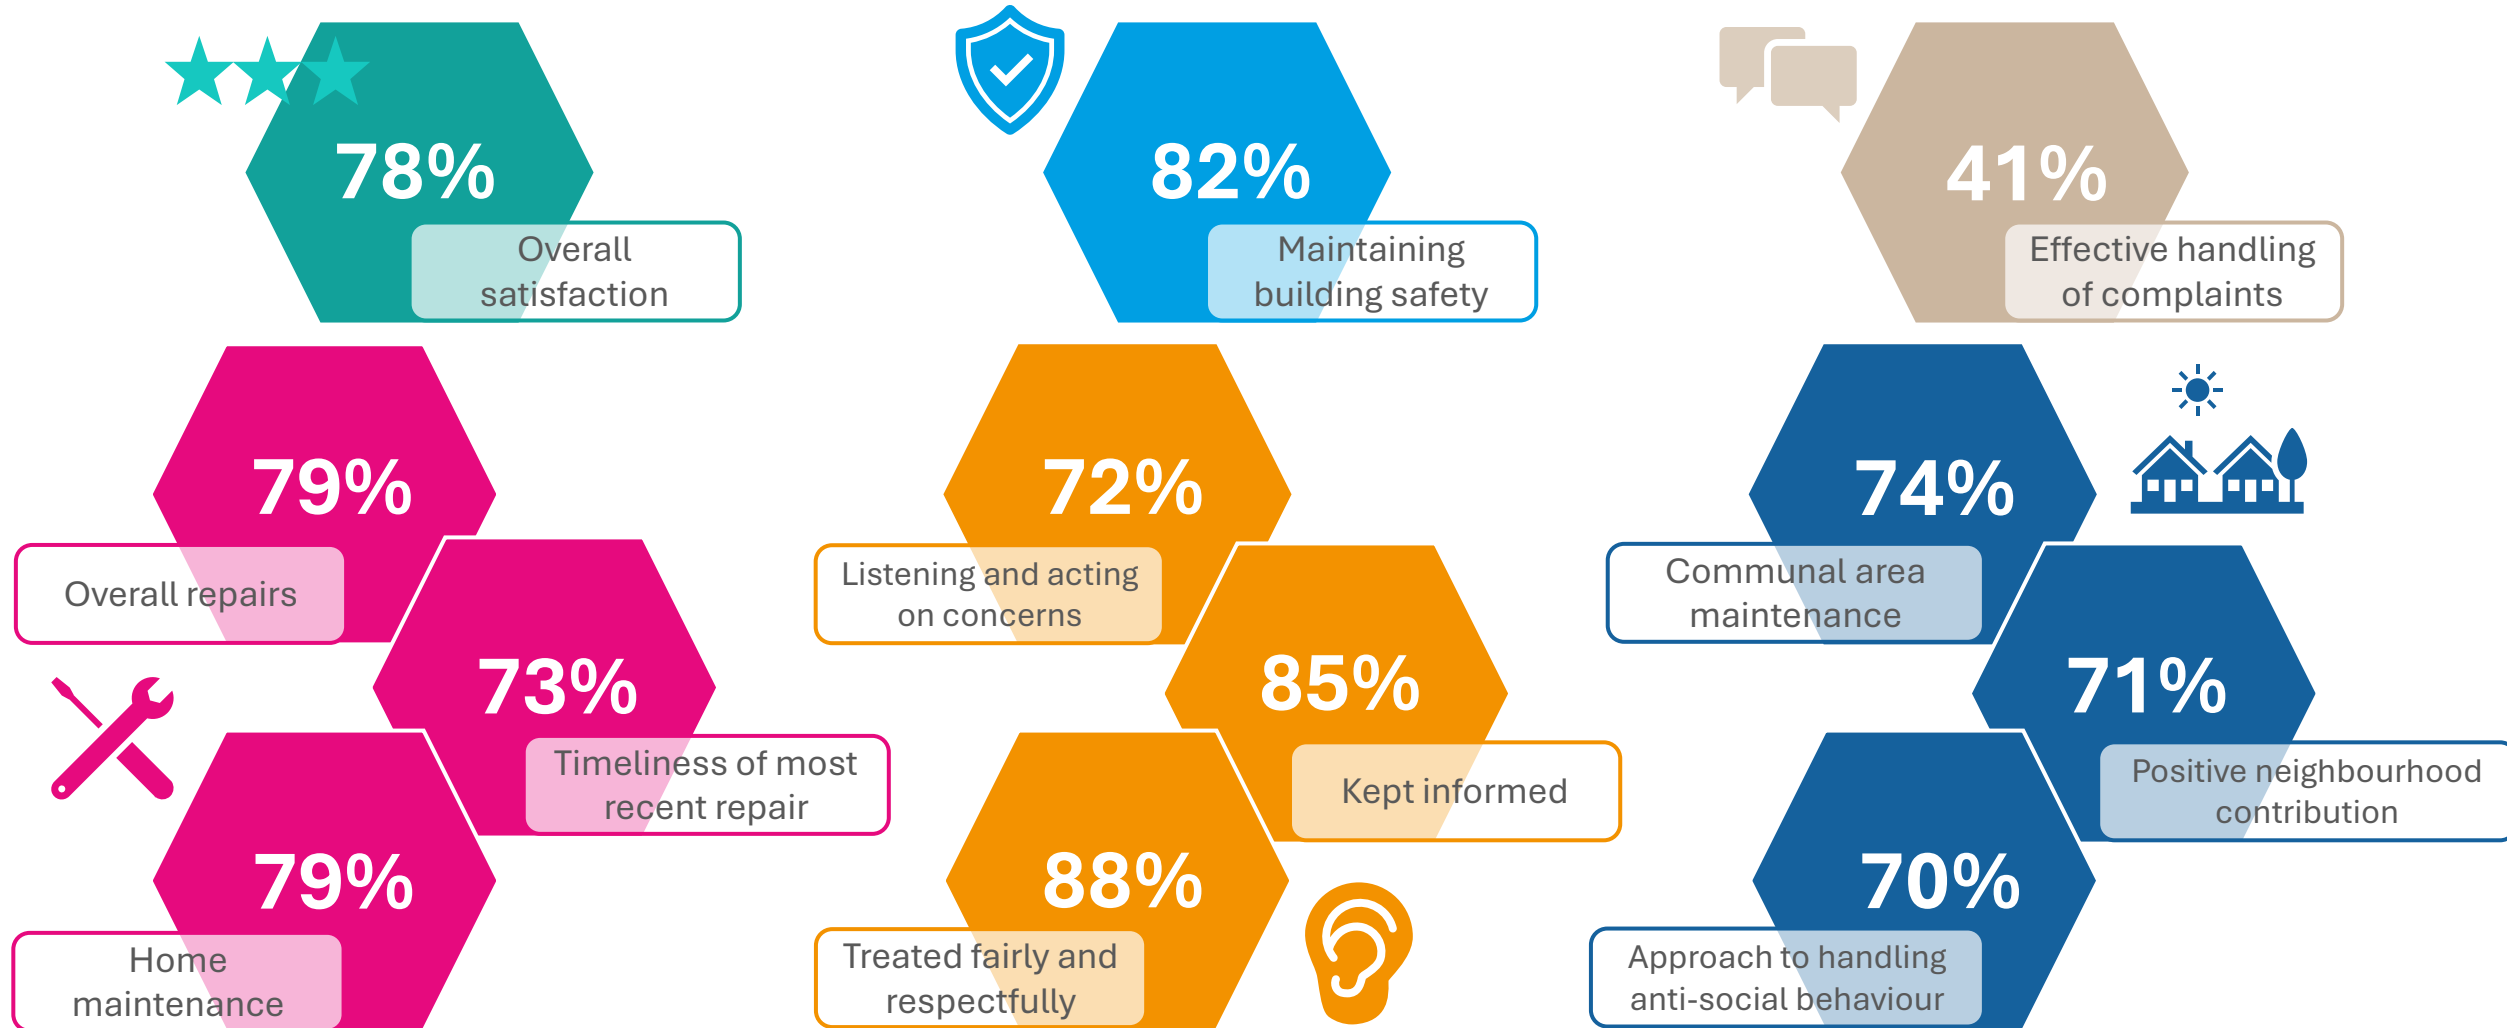 78%
Overall
satisfaction
82%
Maintaining
building safety
41%
Effective handling
of complaints
79%
Overall repairs
73%
Timeliness of most
recent repair
79%
Home
maintenance
72%
Listening and acting
on concerns
85%
Kept informed
88%
Treated fairly and
respectfully
74%
Communal area
maintenance
71%
Positive neighbourhood
contribution
70%
Approach to handling
anti-social behaviour